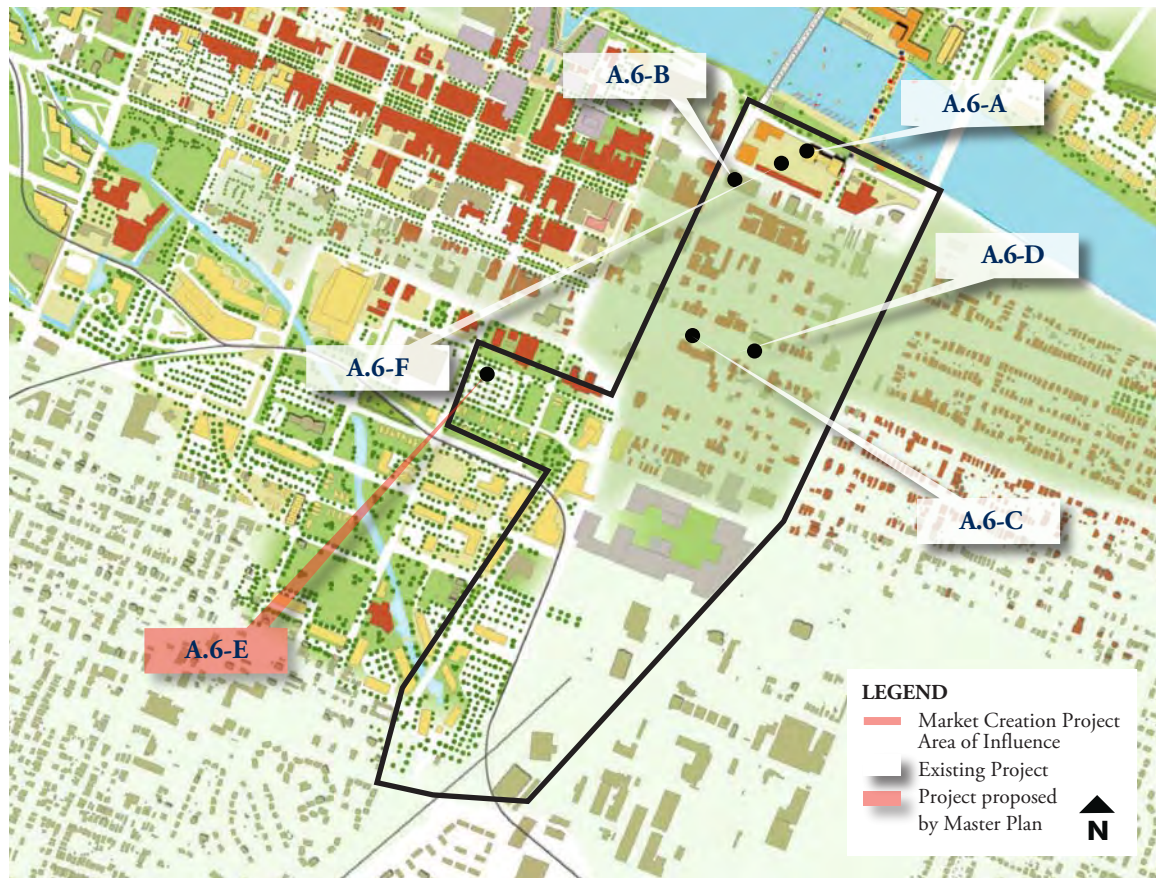 A.6-B
A.6-A
A.6-D
A.6-F
A.6-C
A.6-E
LEGEND
Market Creation Project
Area of Influence
Existing Project
Project proposed
by Master Plan
N